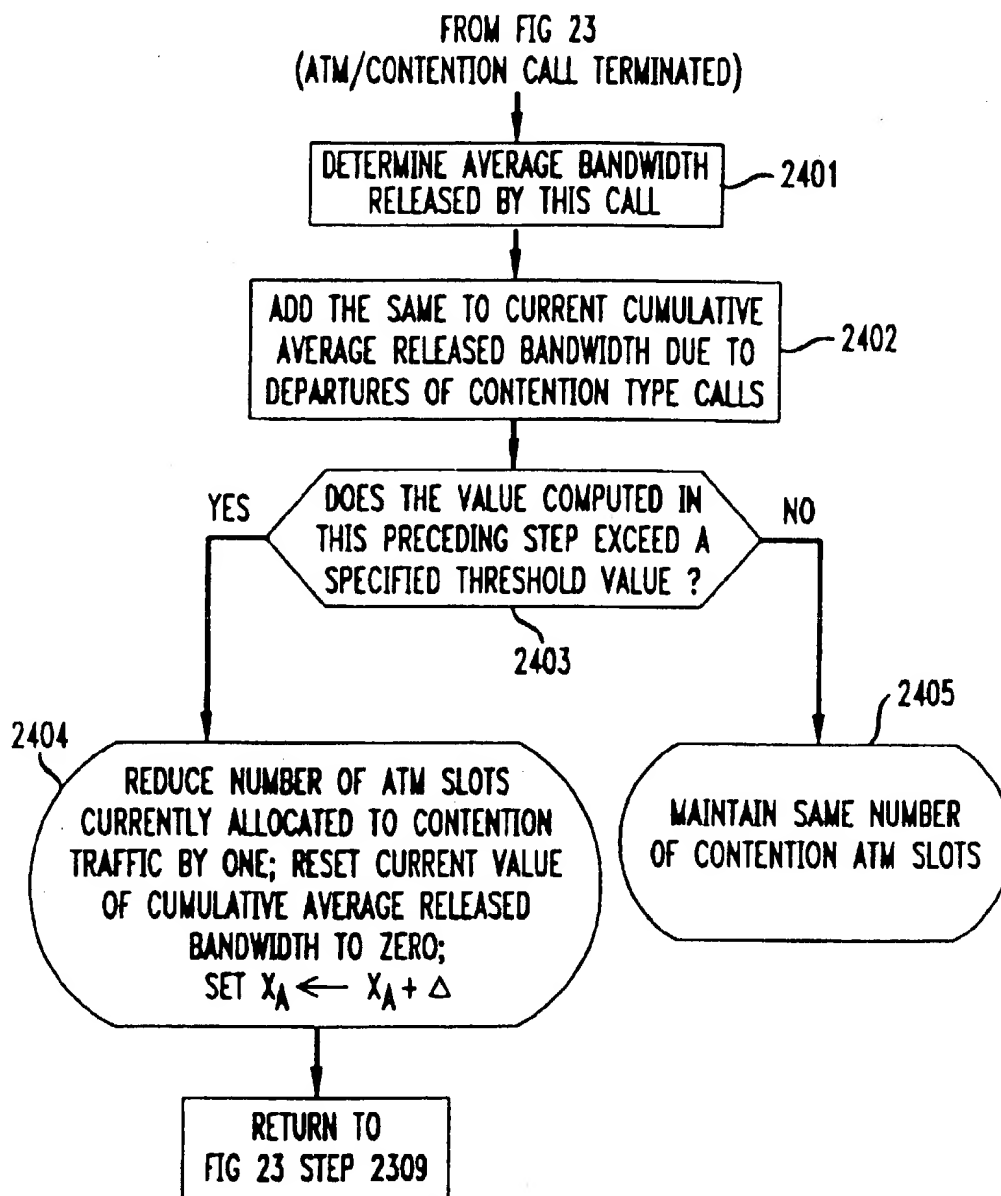 FROM FIG 23
(ATM/CONTENTION CALL TERMINATED)
DETERMINE AVERAGE BANDWIDTH
RELEASED BY THIS CALL
2401
ADD THE SAME TO CURRENT CUMULATIVE
AVERAGE RELEASED BANDWIDTH DUE TO
DEPARTURES OF CONTENTION TYPE CALLS
2402
YES
DOES THE VALUE COMPUTED IN
THIS PRECEDING STEP EXCEED A
SPECIFIED THRESHOLD VALUE ?
NO
2403
2404
REDUCE NUMBER OF ATM SLOTS
CURRENTLY ALLOCATED TO CONTENTION
TRAFFIC BY ONE; RESET CURRENT VALUE
OF CUMULATIVE AVERAGE RELEASED
BANDWIDTH TO ZERO;
SET X_A ← X_A + Δ
2405
MAINTAIN SAME NUMBER
OF CONTENTION ATM SLOTS
RETURN TO
FIG 23 STEP 2309